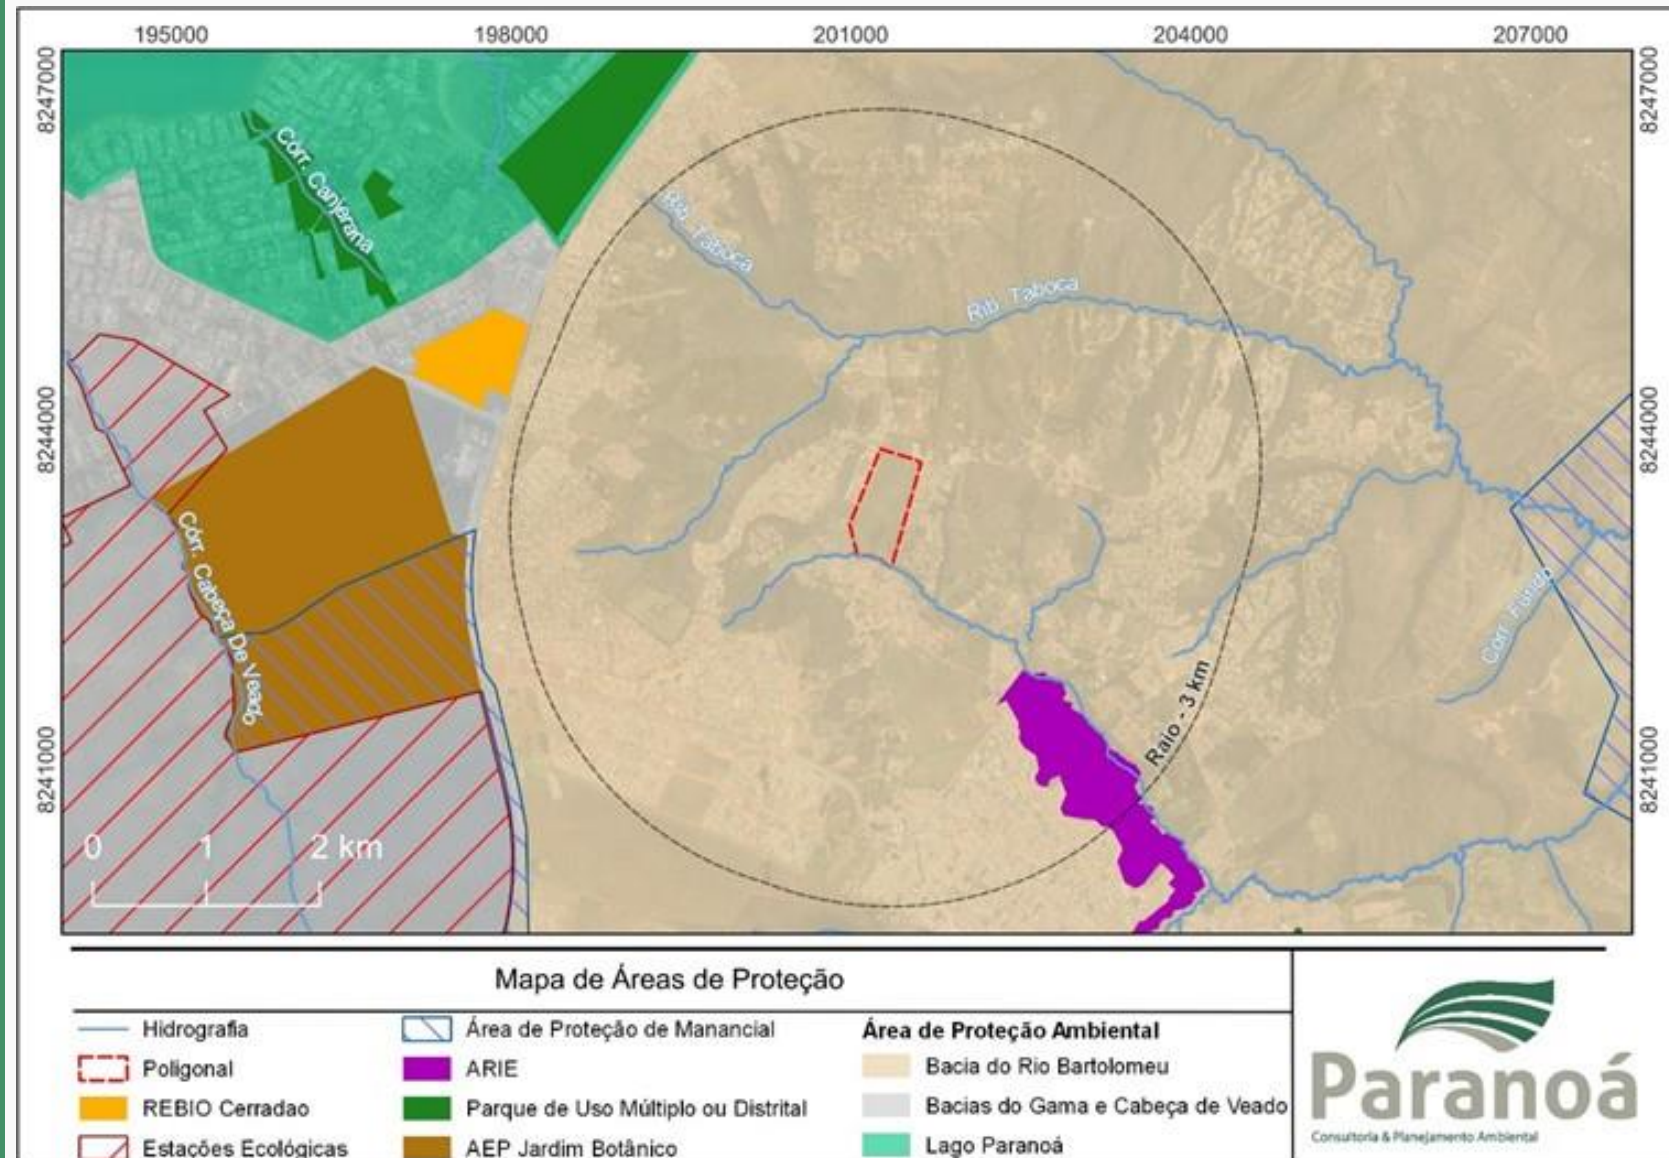 195000 198000 201000 204000 207000
8247000 8247000
Córr. Canjerana
Rib. Taboca
Rib. Taboca
8244000 8244000
Córr. Cabeça De Veado
Corr. Fundo
Raio - 3 km
8241000 8241000
0 1 2 km
Mapa de Áreas de Proteção
Hidrografia
Poligonal
REBIO Cerradao
Estações Ecológicas
Área de Proteção de Manancial
ARIE
Parque de Uso Múltiplo ou Distrital
AEP Jardim Botânico
Área de Proteção Ambiental
Bacia do Rio Bartolomeu
Bacias do Gama e Cabeça de Veado
Lago Paranoá
Paranoá
Consultoria & Planejamento Ambiental